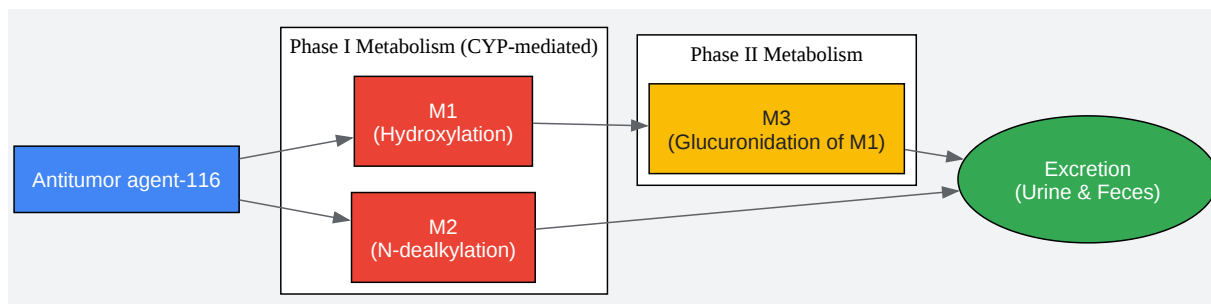 Phase I Metabolism (CYP-mediated)
Phase II Metabolism
M1
(Hydroxylation)
M3
(Glucuronidation of M1)
Antitumor agent-116
M2
(N-dealkylation)
Excretion
(Urine & Feces)